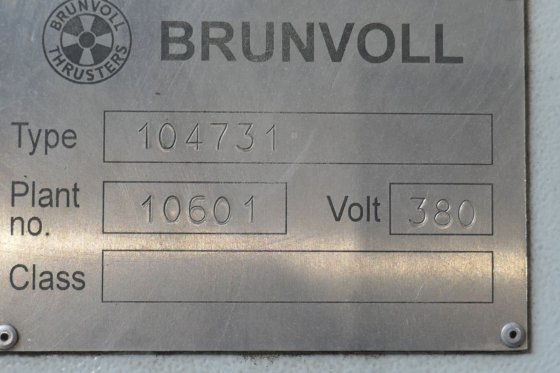 BRUNVOLL THRUSTERS
BRUNVOLL
Type 104731
Plant no. 10601 Volt 380
Class